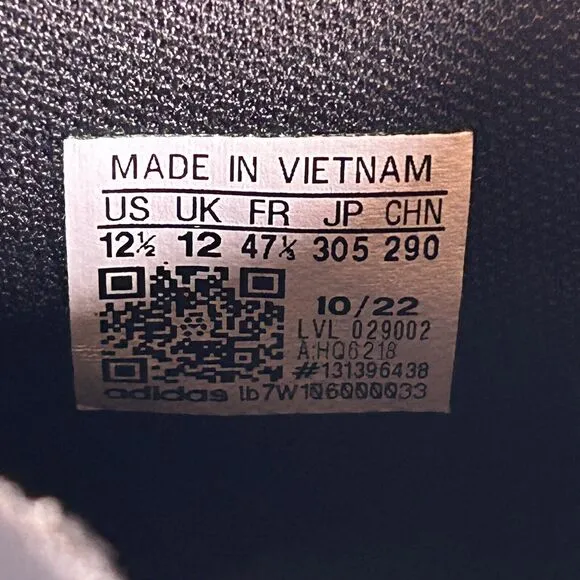 MADE IN VIETNAM
US UK FR JP CHN
12½ 12 47⅓ 305 290
10/22
LVL 029002
A:HQ6218
#131396438
adidas lb7W1Q6000033